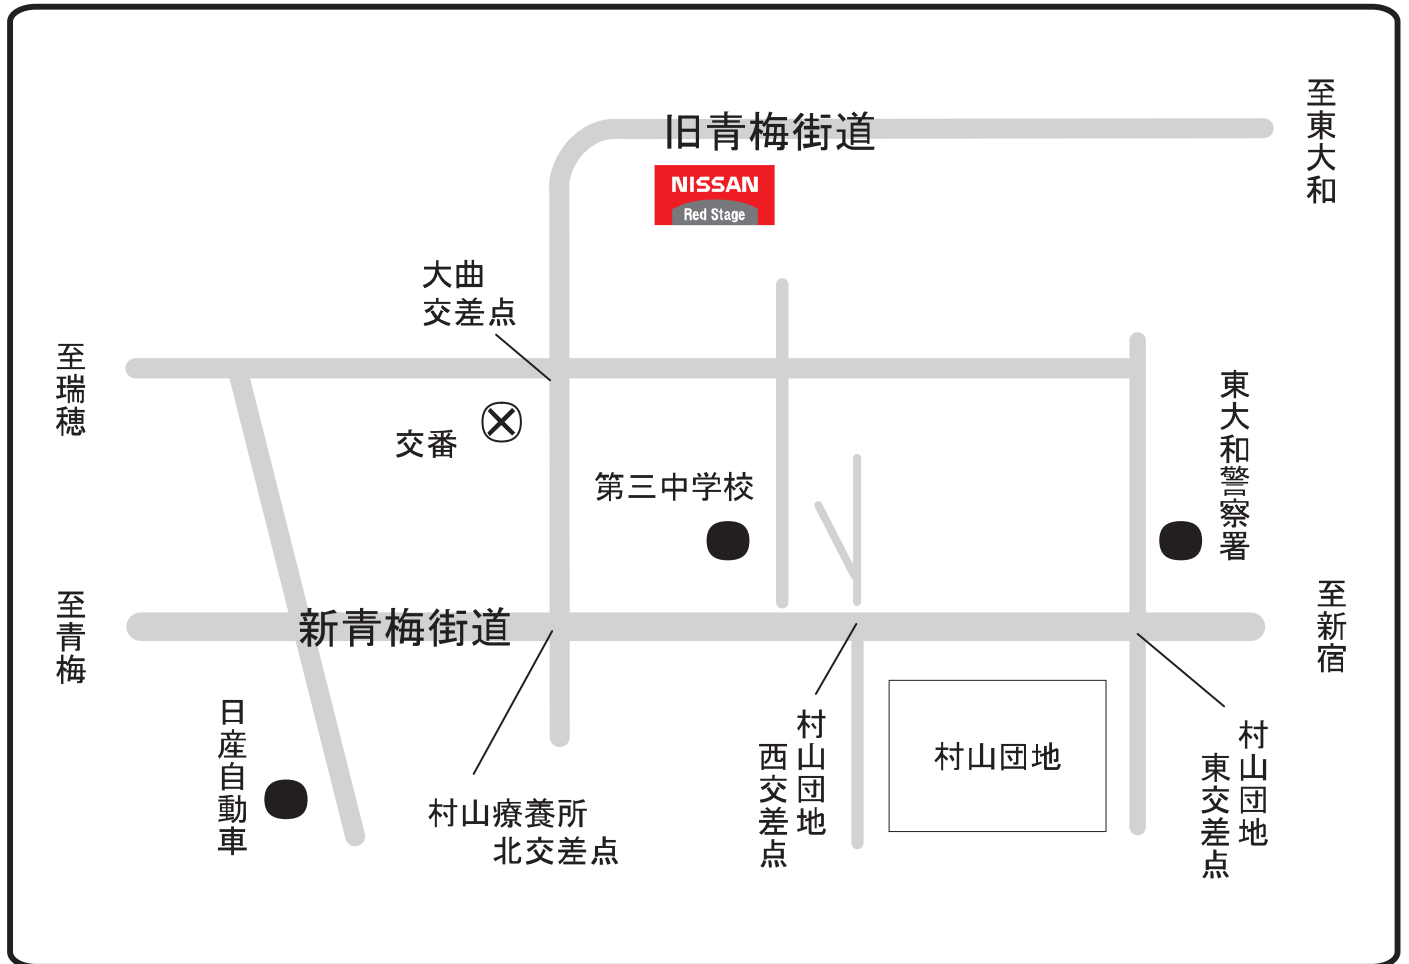 旧青梅街道
至東大和
NISSAN
Red Stage
大曲
交差点
至瑞穂
交番
東大和警察署
第三中学校
至青梅
新青梅街道
至新宿
日産自動車
村山療養所
北交差点
村山団地
西交差点
村山団地
村山団地
東交差点